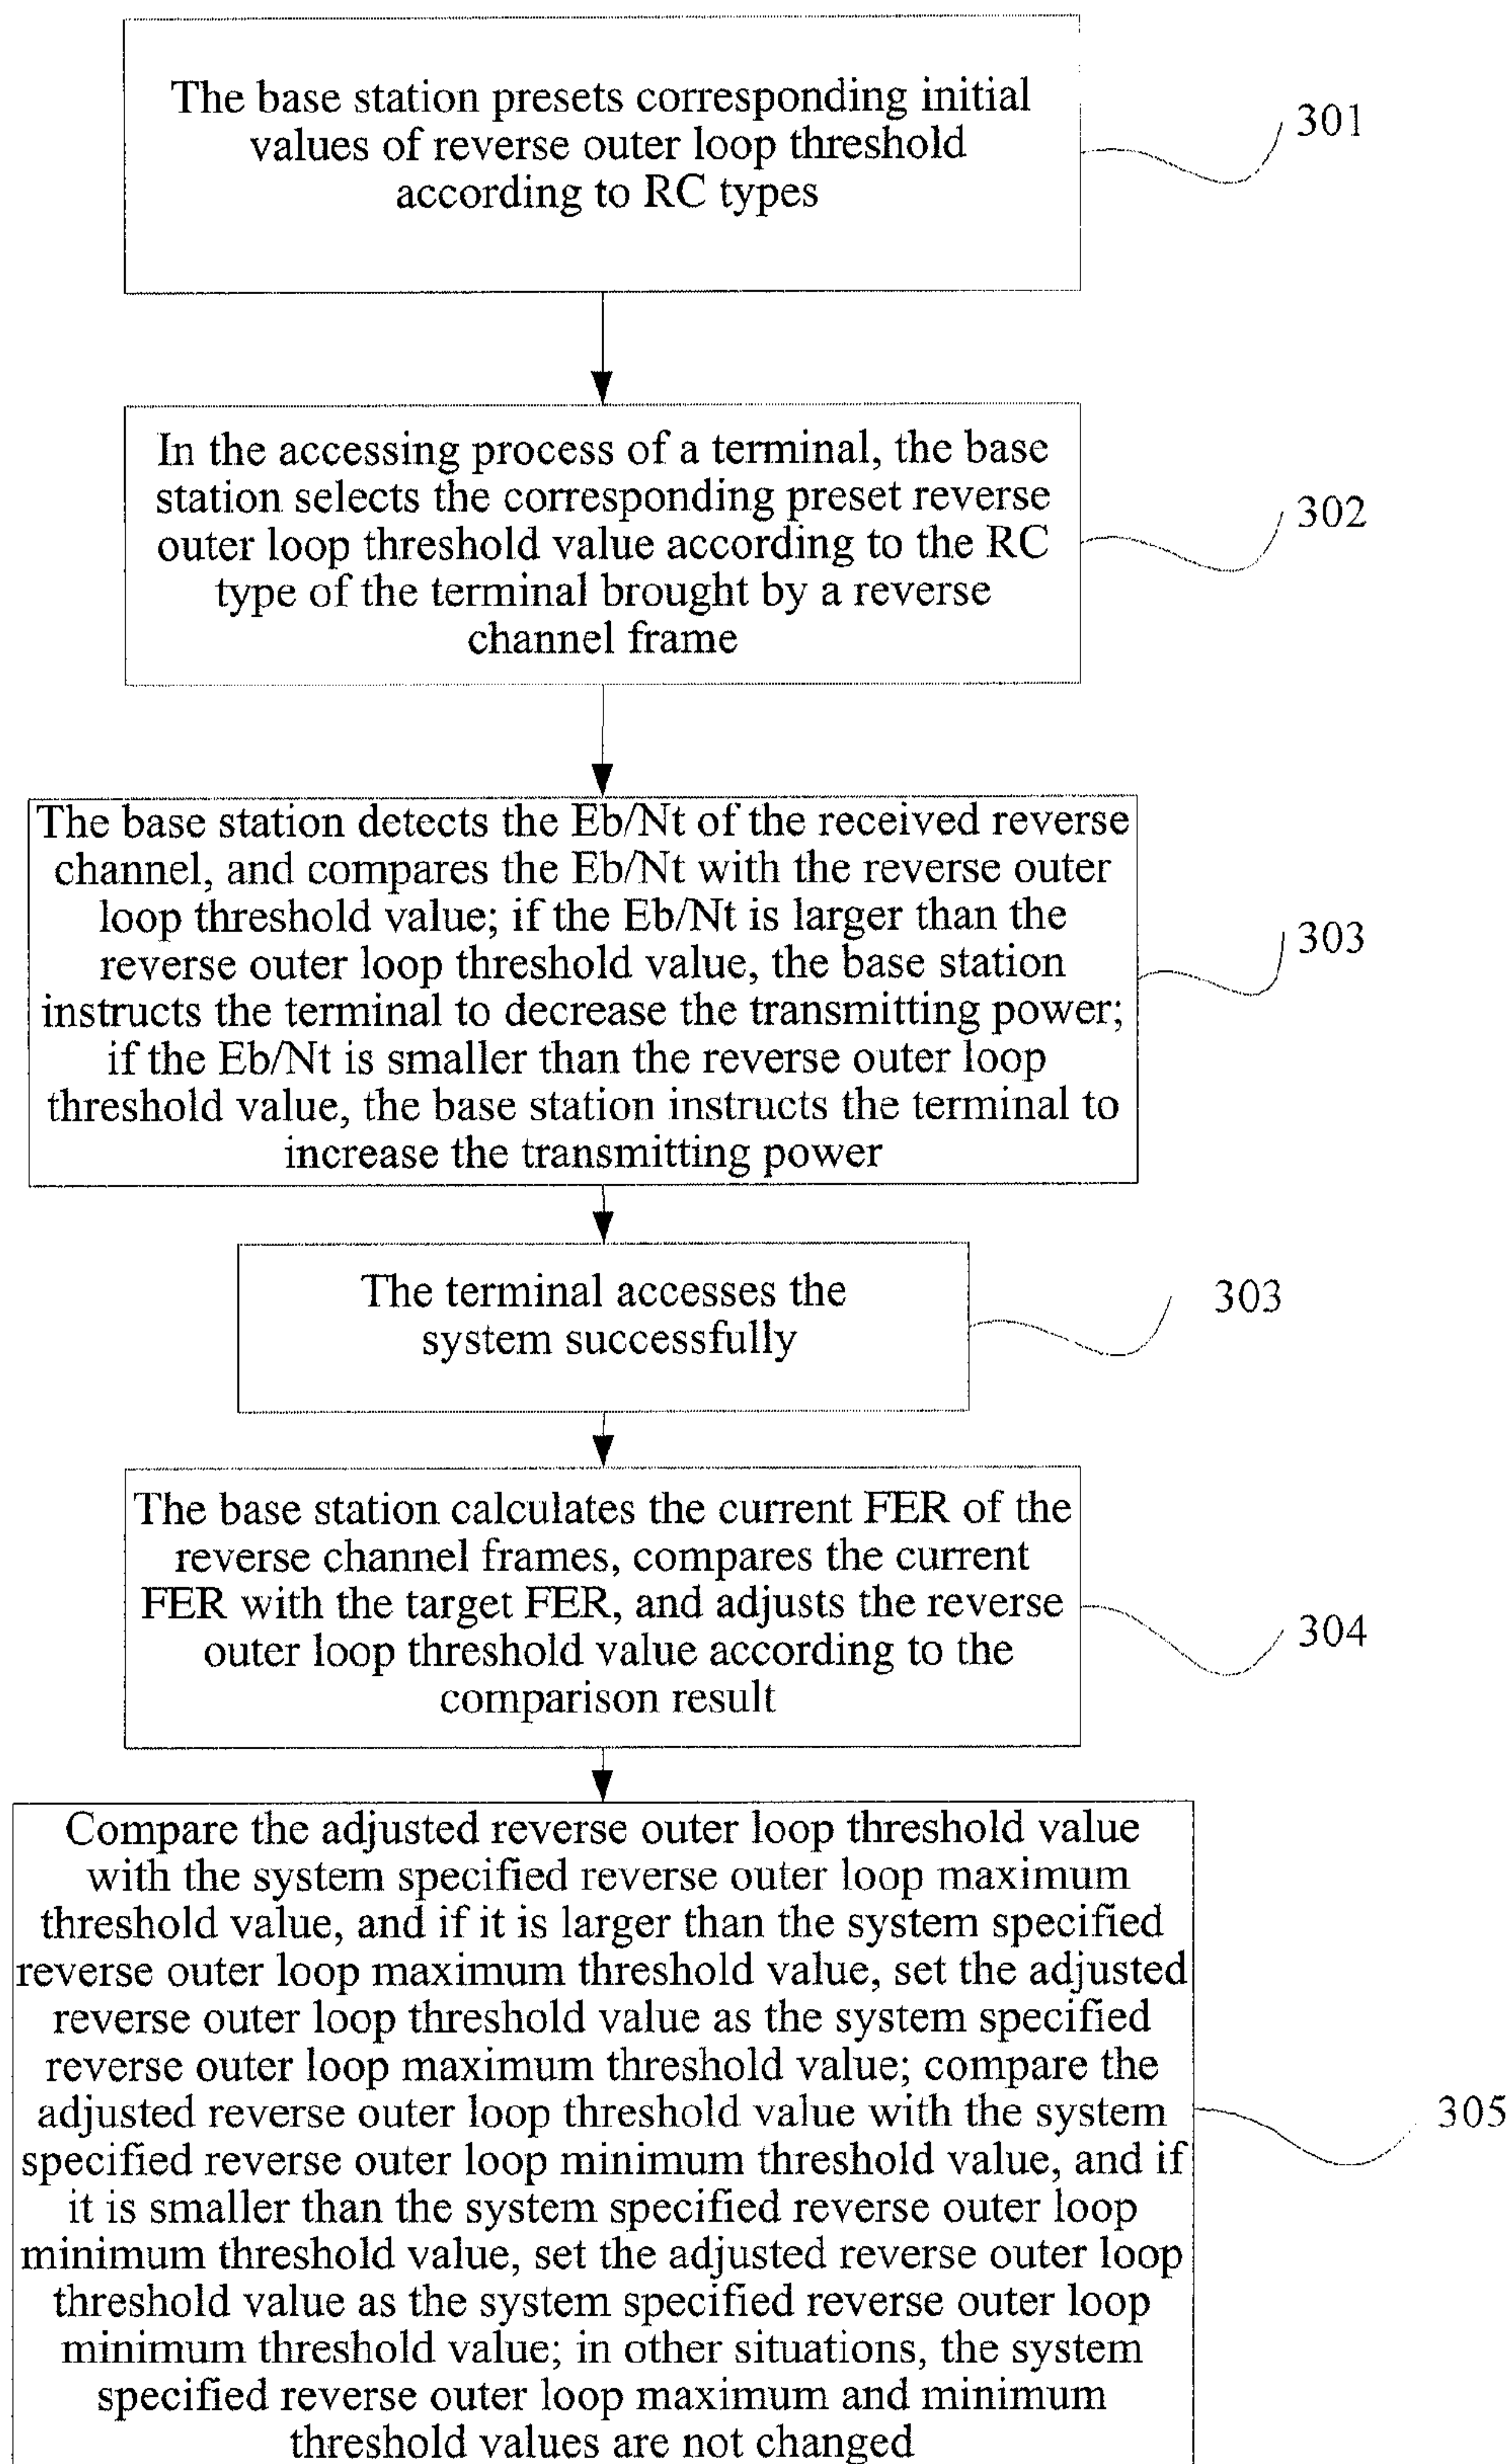 The base station presets corresponding initial
values of reverse outer loop threshold
according to RC types
301
In the accessing process of a terminal, the base
station selects the corresponding preset reverse
outer loop threshold value according to the RC
type of the terminal brought by a reverse
channel frame
302
The base station detects the Eb/Nt of the received reverse
channel, and compares the Eb/Nt with the reverse outer
loop threshold value; if the Eb/Nt is larger than the
reverse outer loop threshold value, the base station
instructs the terminal to decrease the transmitting power;
if the Eb/Nt is smaller than the reverse outer loop
threshold value, the base station instructs the terminal to
increase the transmitting power
303
The terminal accesses the
system successfully
303
The base station calculates the current FER of the
reverse channel frames, compares the current
FER with the target FER, and adjusts the reverse
outer loop threshold value according to the
comparison result
304
Compare the adjusted reverse outer loop threshold value
with the system specified reverse outer loop maximum
threshold value, and if it is larger than the system specified
reverse outer loop maximum threshold value, set the adjusted
reverse outer loop threshold value as the system specified
reverse outer loop maximum threshold value; compare the
adjusted reverse outer loop threshold value with the system
specified reverse outer loop minimum threshold value, and if
it is smaller than the system specified reverse outer loop
minimum threshold value, set the adjusted reverse outer loop
threshold value as the system specified reverse outer loop
minimum threshold value; in other situations, the system
specified reverse outer loop maximum and minimum
threshold values are not changed
305